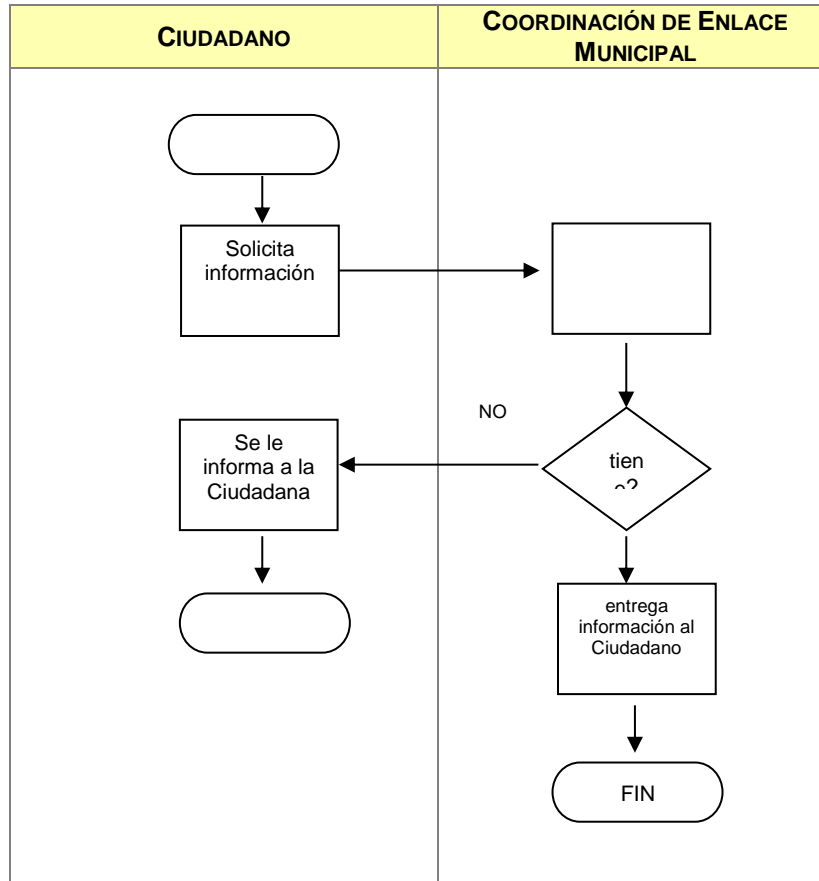 CIUDADANO
COORDINACIÓN DE ENLACE
MUNICIPAL
Solicita
información
NO
Se le
informa a la
Ciudadana
tien
entrega
información al
Ciudadano
FIN